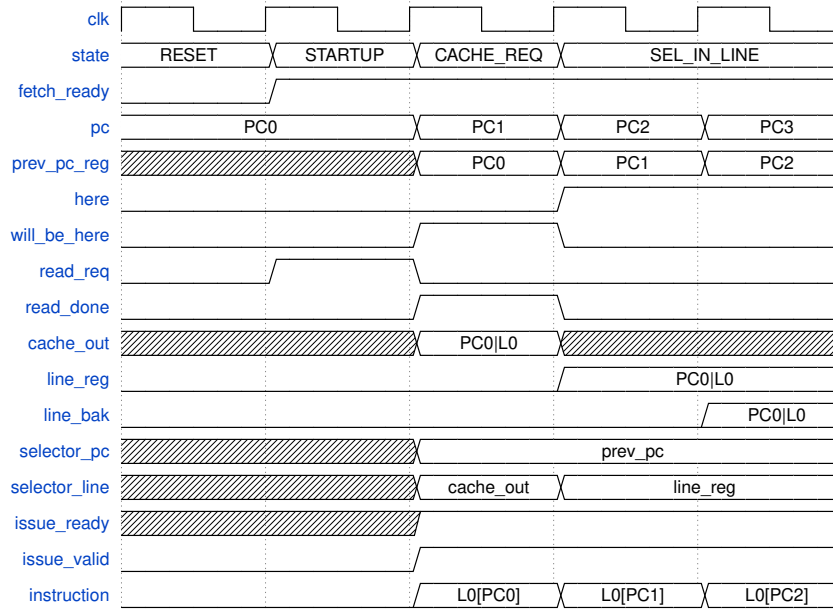 clk
state RESET STARTUP CACHE_REQ SEL_IN_LINE
fetch_ready
pc PC0 PC1 PC2 PC3
prev_pc_reg PC0 PC1 PC2
here
will_be_here
read_req
read_done
cache_out PC0|L0
line_reg PC0|L0
line_bak PC0|L0
selector_pc prev_pc
selector_line cache_out line_reg
issue_ready
issue_valid
instruction L0[PC0] L0[PC1] L0[PC2]